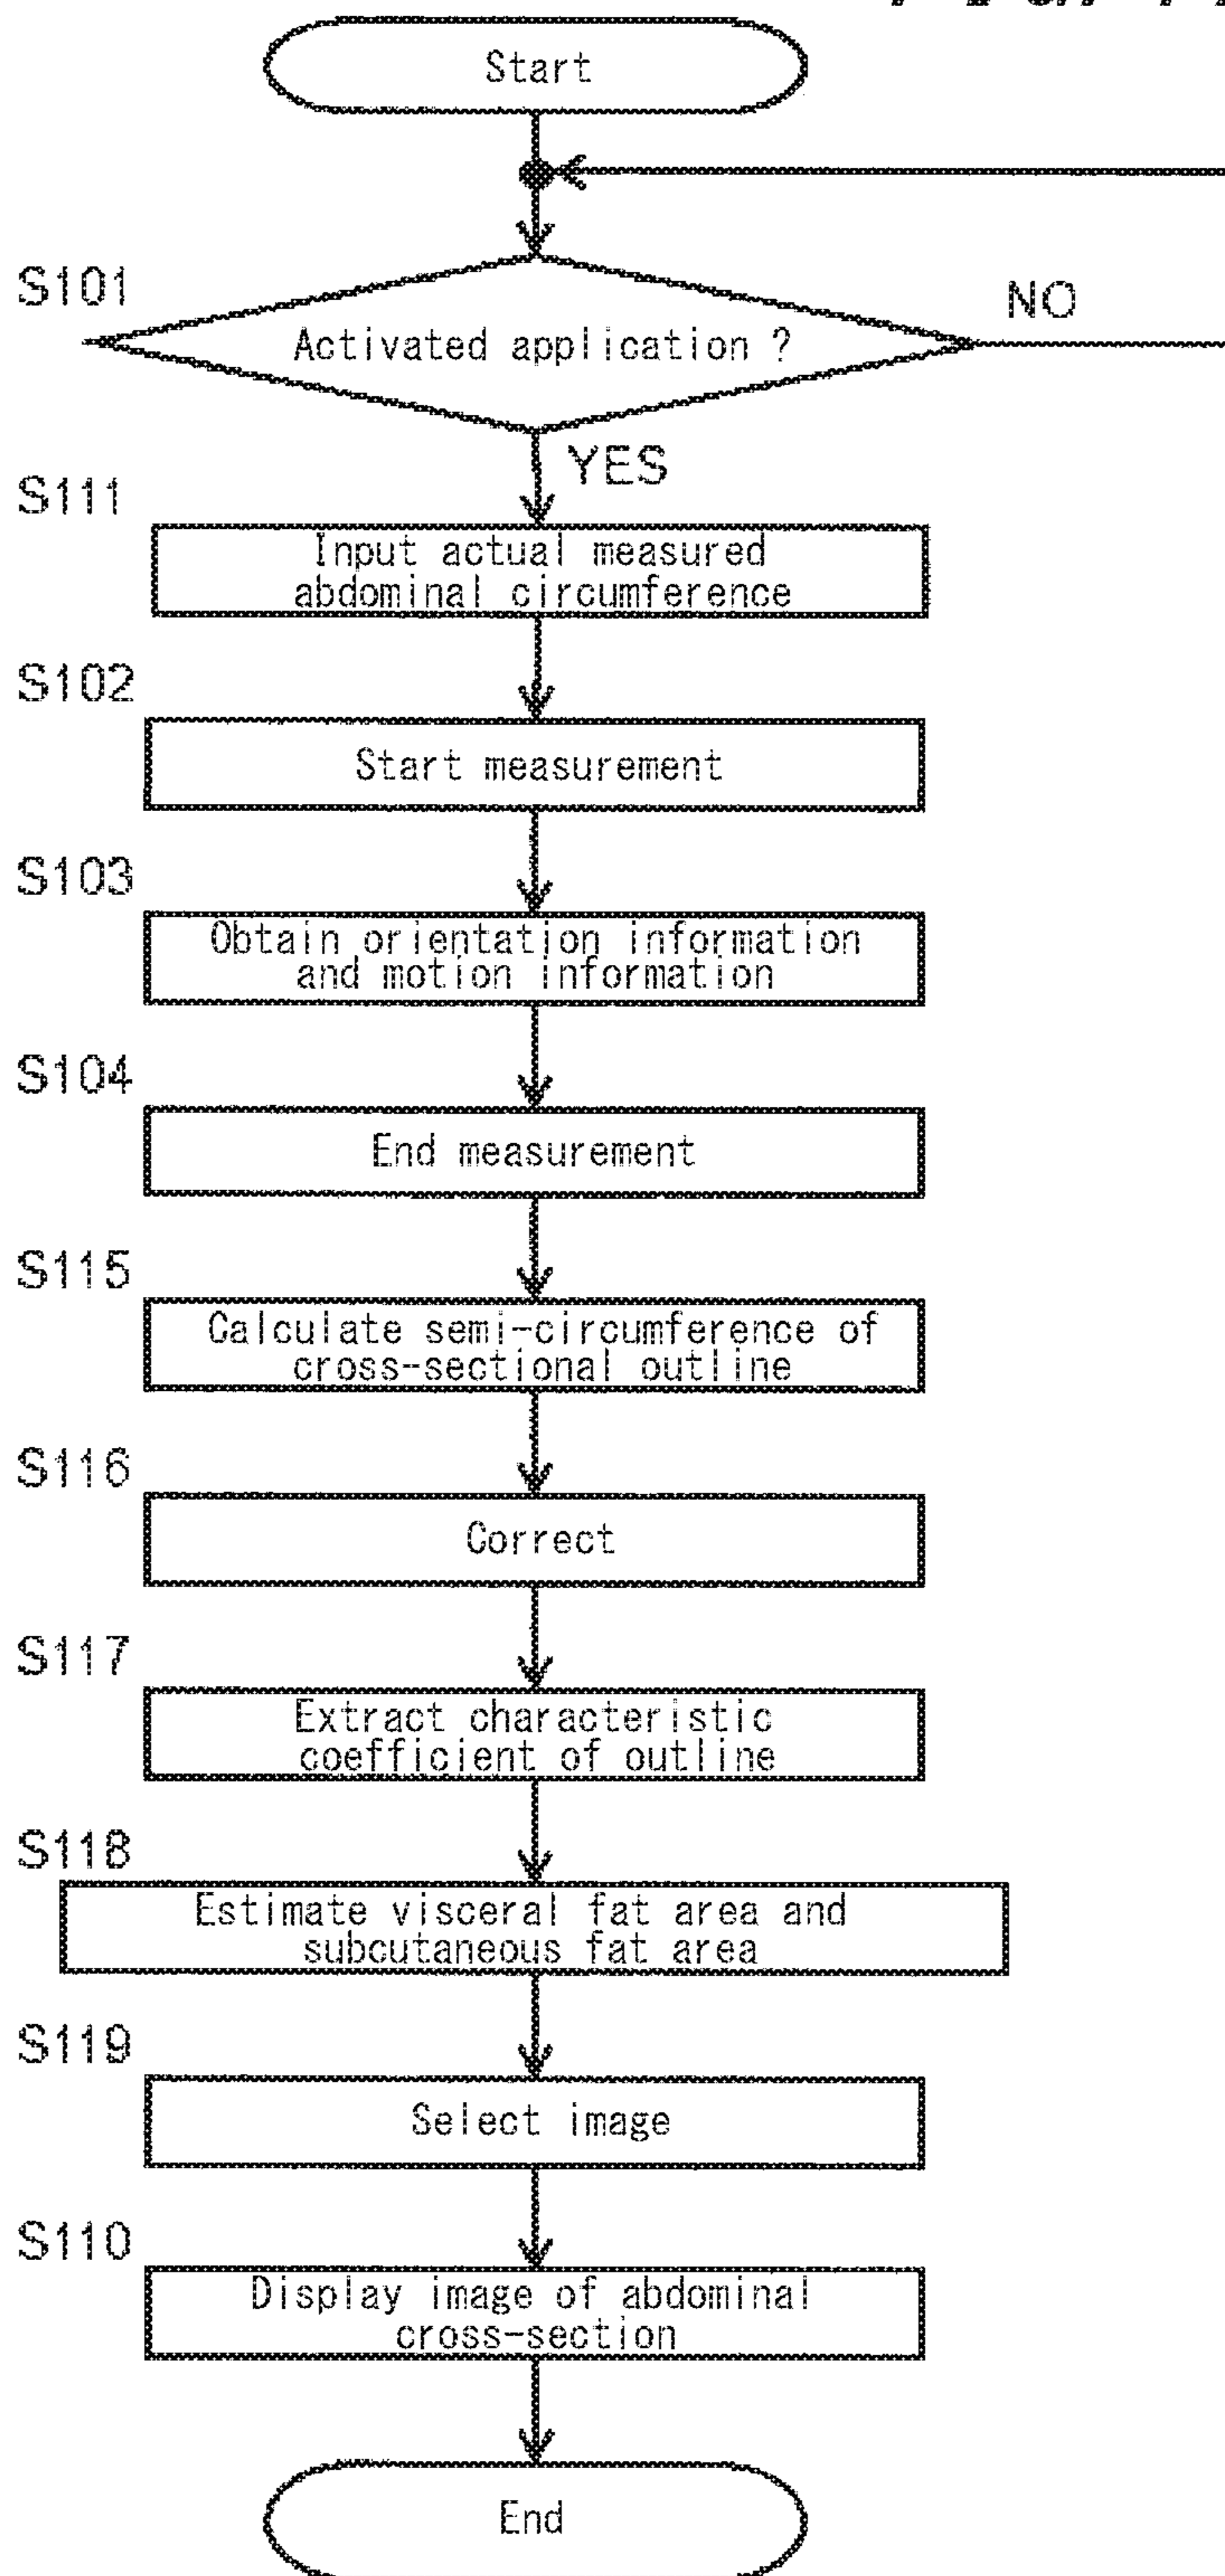 Start
S101
Activated application ?
NO
YES
S111
Input actual measured
abdominal circumference
S102
Start measurement
S103
Obtain orientation information
and motion information
S104
End measurement
S115
Calculate semi-circumference of
cross-sectional outline
S116
Correct
S117
Extract characteristic
coefficient of outline
S118
Estimate visceral fat area and
subcutaneous fat area
S119
Select image
S110
Display image of abdominal
cross-section
End